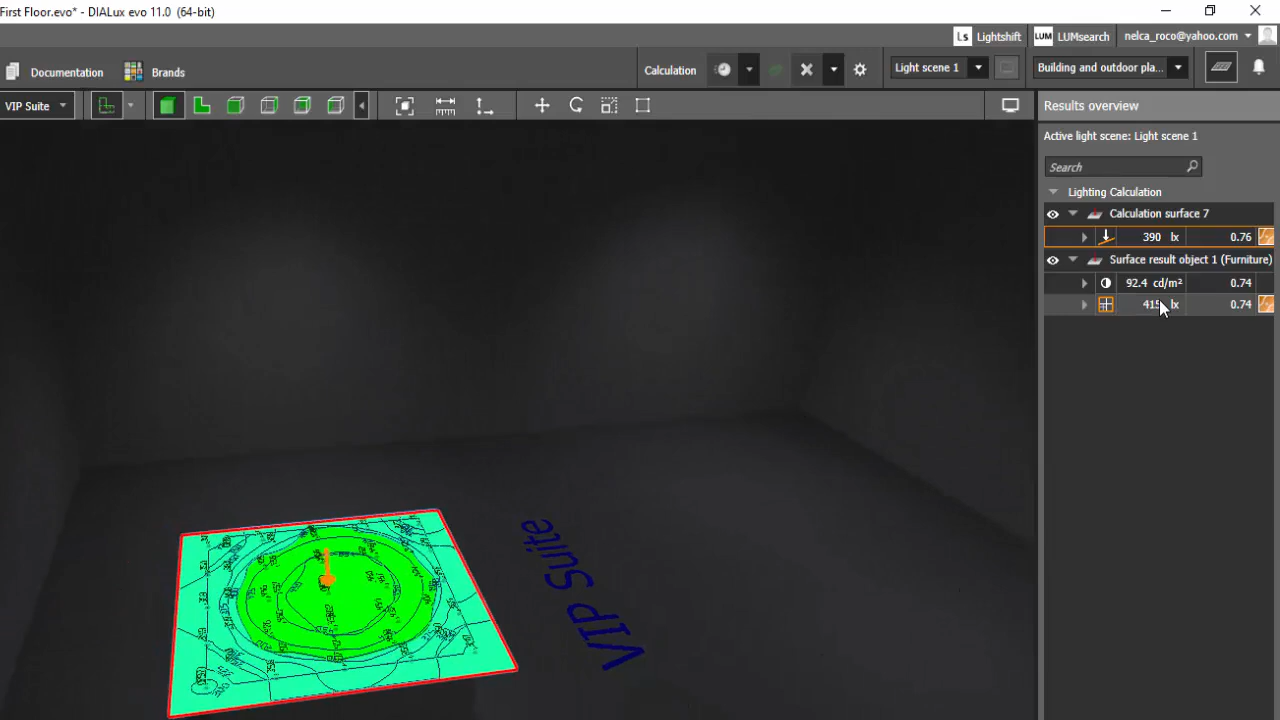 First Floor.evo* - DIALux evo 11.0 (64-bit)
Ls Lightshift LUM LUMsearch nelca_roco@yahoo.com
Documentation Brands Calculation Light scene 1 Building and outdoor pla...
VIP Suite
Results overview
Active light scene: Light scene 1
Search
Lighting Calculation
Calculation surface 7
390 lx 0.76
Surface result object 1 (Furniture)
92.4 cd/m² 0.74
415 lx 0.74
VIP Suite